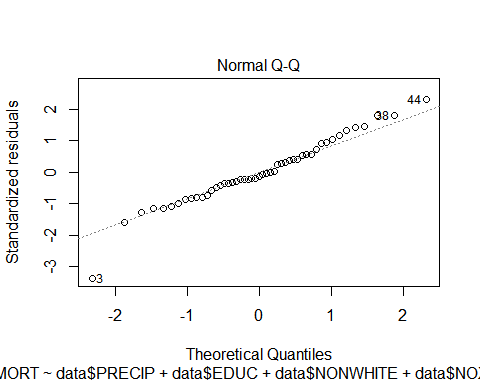 Normal Q-Q
Standardized residuals
2
1
0
-1
-2
-3
44
38
3
-2 -1 0 1 2
Theoretical Quantiles
MORT ~ data$PRECIP + data$EDUC + data$NONWHITE + data$NO